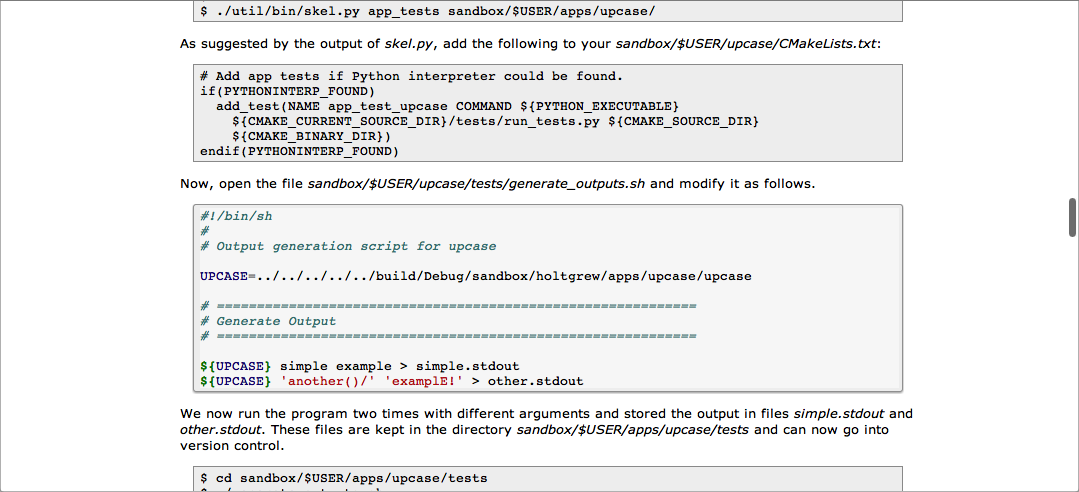 $ ./util/bin/skel.py app_tests sandbox/$USER/apps/upcase/
As suggested by the output of skel.py, add the following to your sandbox/$USER/upcase/CMakeLists.txt:
# Add app tests if Python interpreter could be found.
if(PYTHONINTERP_FOUND)
  add_test(NAME app_test_upcase COMMAND ${PYTHON_EXECUTABLE}
    ${CMAKE_CURRENT_SOURCE_DIR}/tests/run_tests.py ${CMAKE_SOURCE_DIR}
    ${CMAKE_BINARY_DIR})
endif(PYTHONINTERP_FOUND)
Now, open the file sandbox/$USER/upcase/tests/generate_outputs.sh and modify it as follows.
#!/bin/sh
#
# Output generation script for upcase
UPCASE=../../../../../build/Debug/sandbox/holtgrew/apps/upcase/upcase
# ============================================================
# Generate Output
# ============================================================
${UPCASE} simple example > simple.stdout
${UPCASE} 'another()/' 'examplE!' > other.stdout
We now run the program two times with different arguments and stored the output in files simple.stdout and
other.stdout. These files are kept in the directory sandbox/$USER/apps/upcase/tests and can now go into
version control.
$ cd sandbox/$USER/apps/upcase/tests